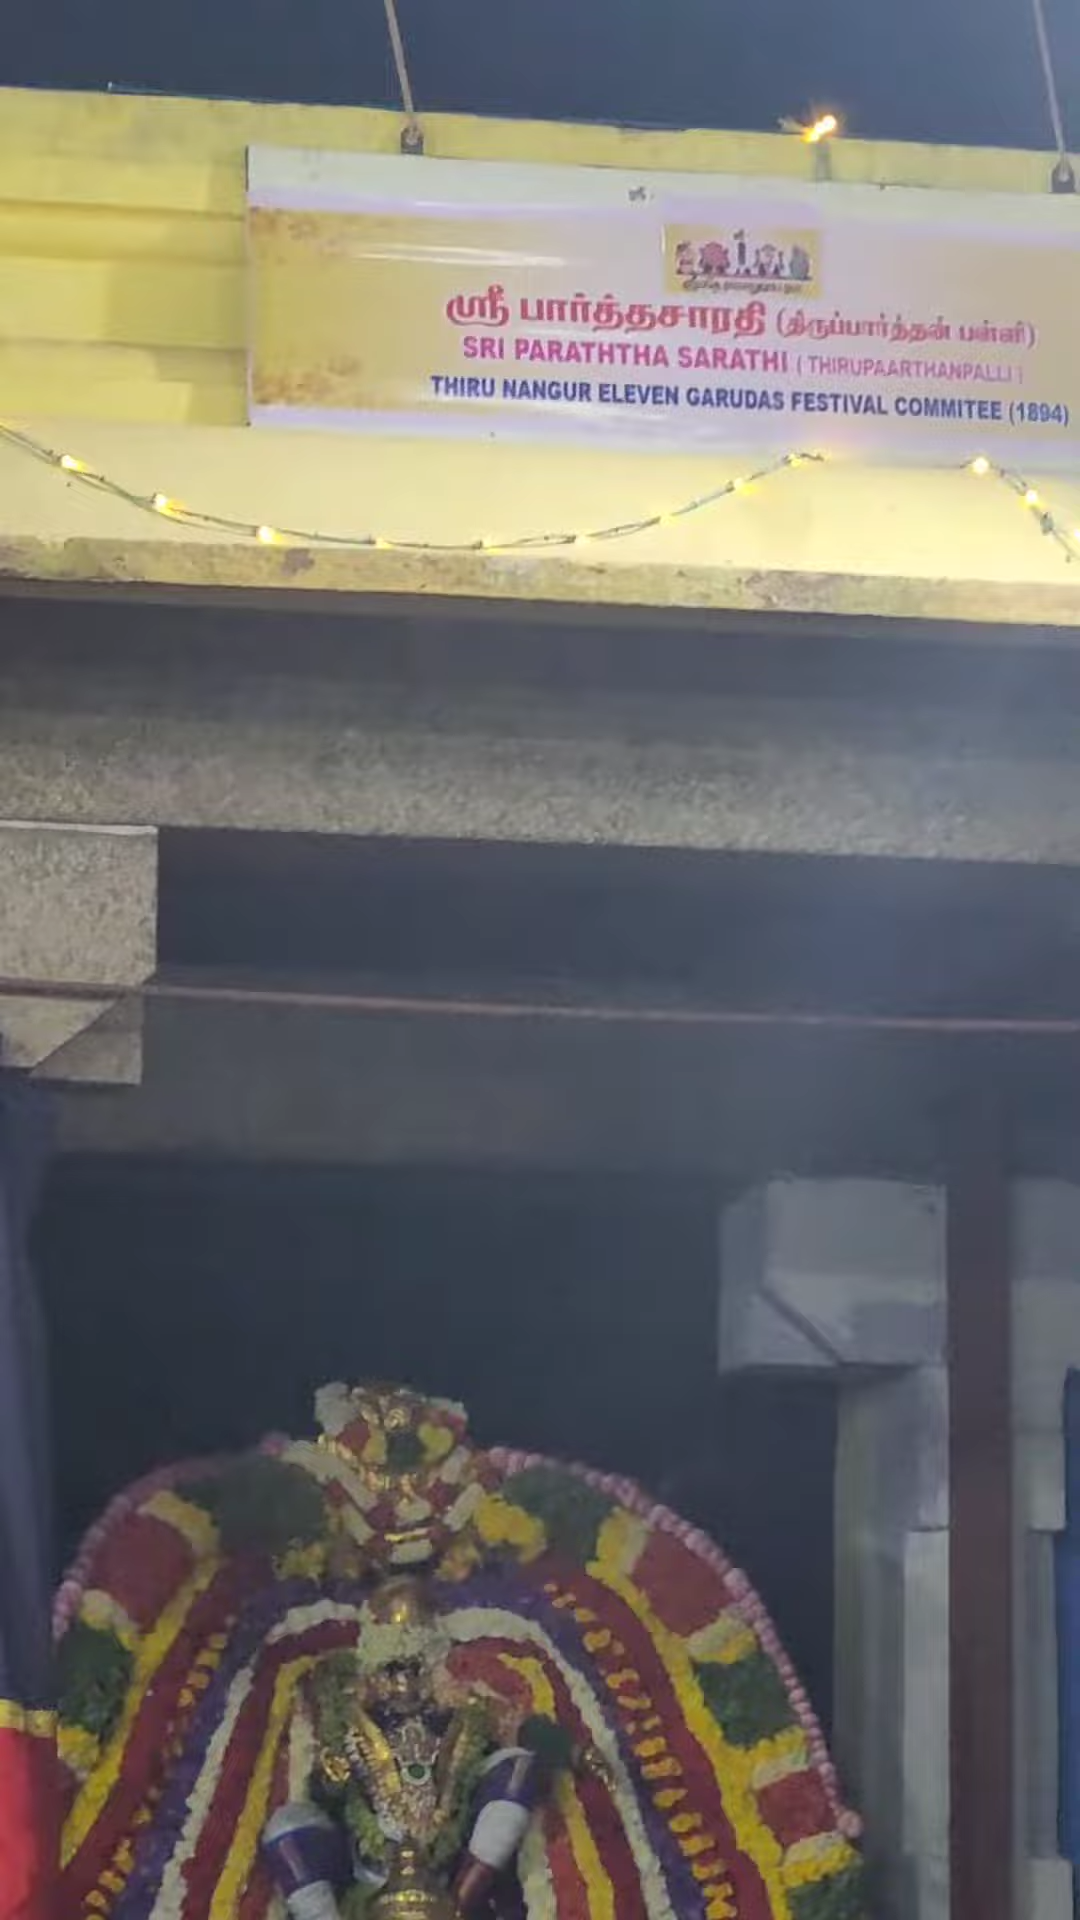 ஸ்ரீ
ஸ்ரீ பார்த்தசாரதி (திருப்பார்த்தன் பள்ளி)
SRI PARATHTHA SARATHI ( THIRUPAARTHANPALLI )
THIRU NANGUR ELEVEN GARUDAS FESTIVAL COMMITEE (1894)